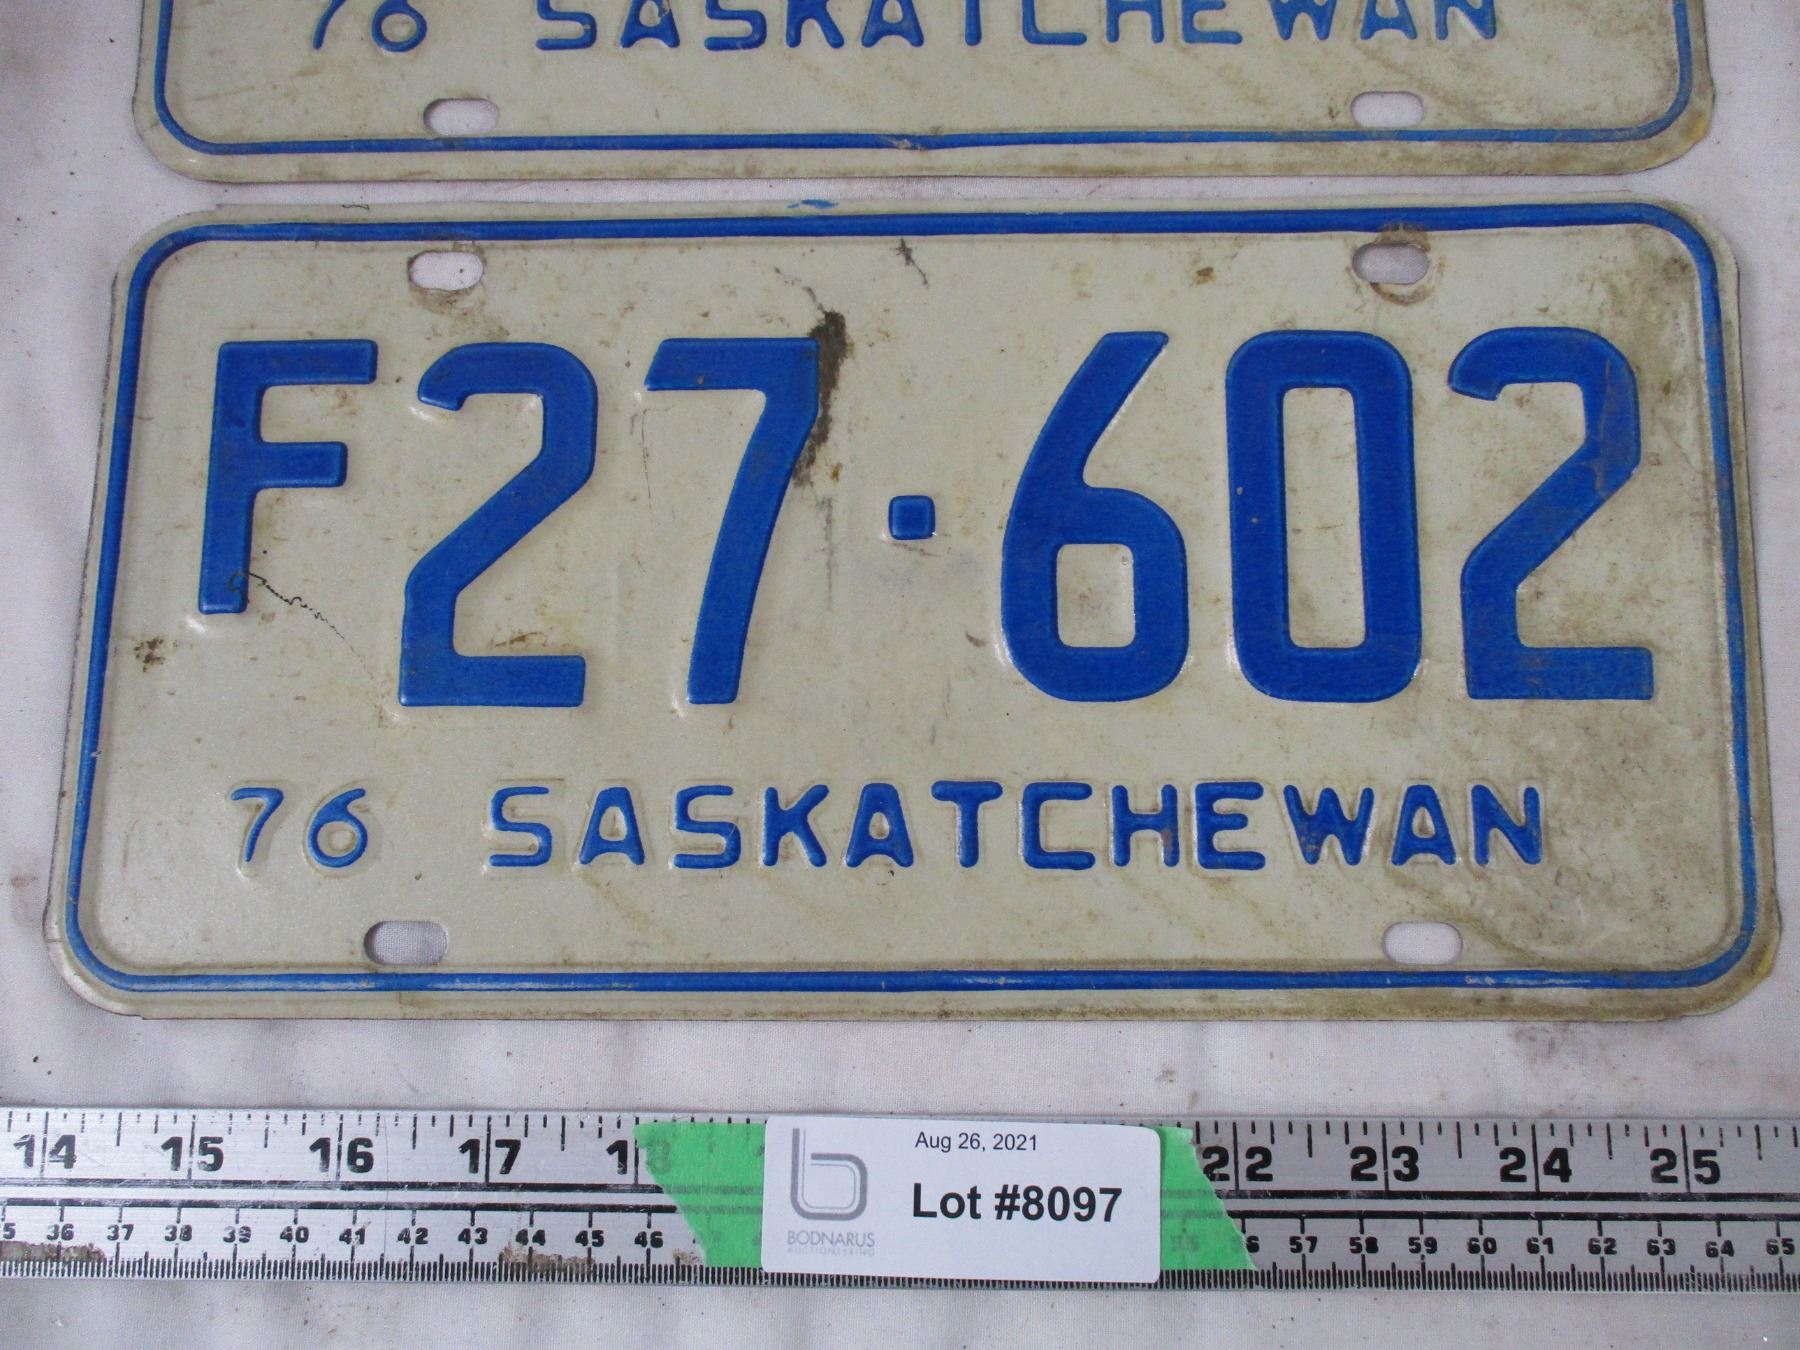 76 SASKATCHEWAN
F27·602
76 SASKATCHEWAN
14 15 16 17 18 22 23 24 25
Aug 26, 2021
Lot #8097
BODNARUS
AUCTIONEERING
36 37 38 39 40 41 42 43 44 45 46 57 58 59 60 61 62 63 64 65